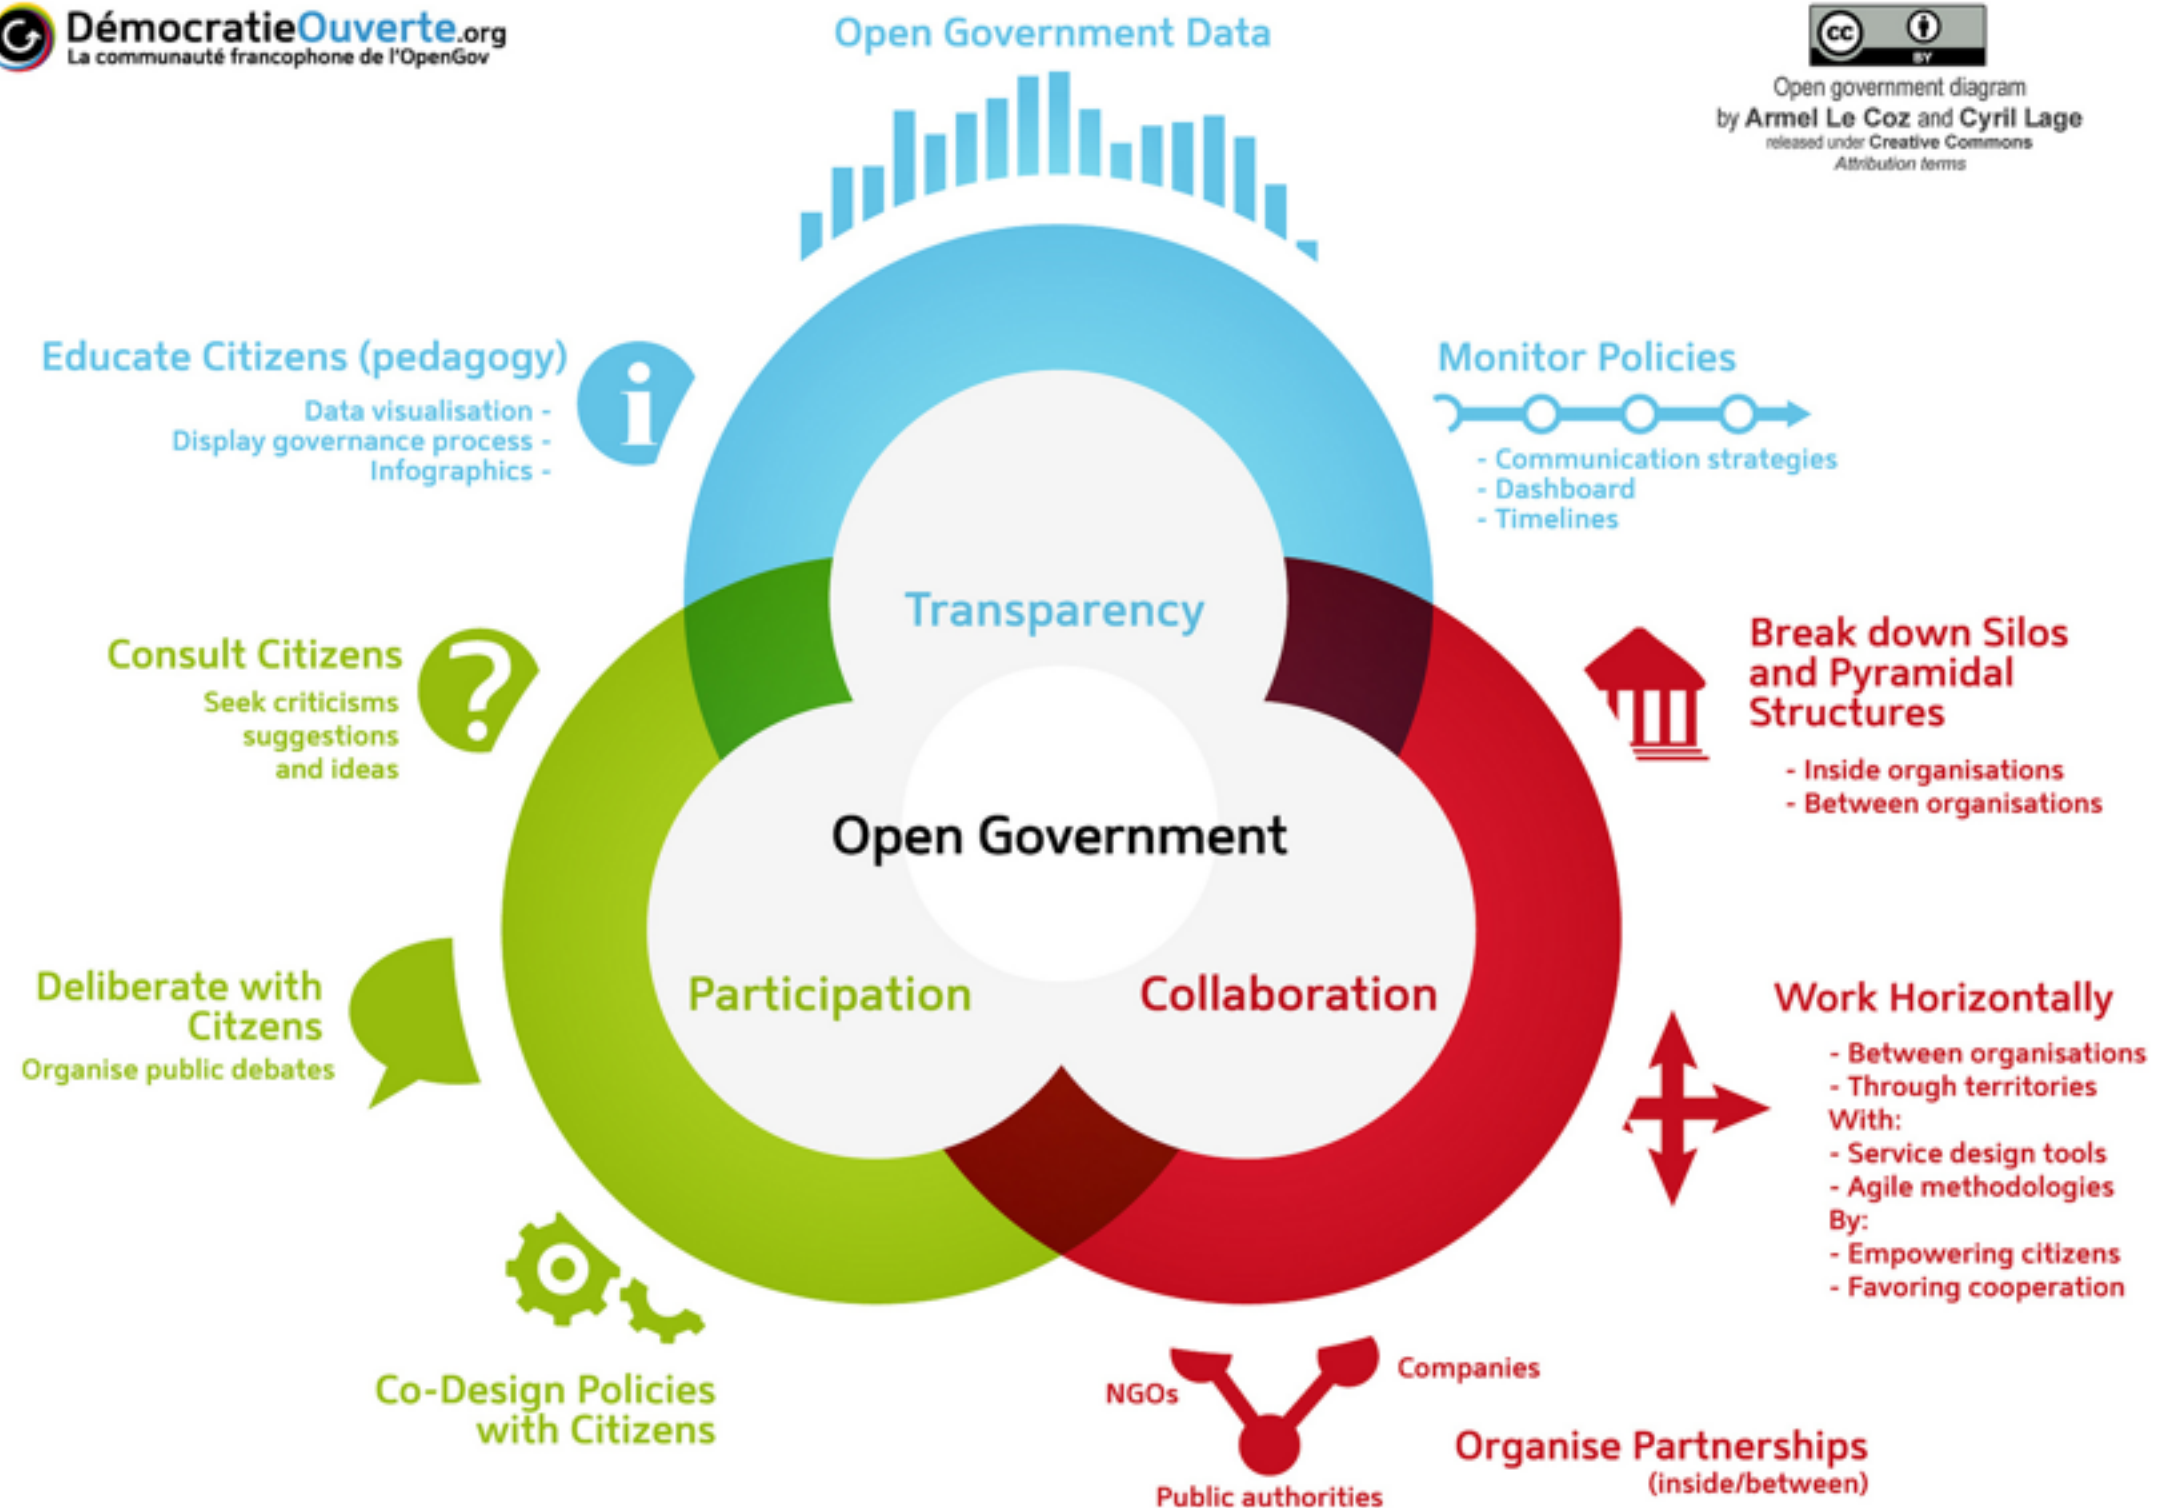 DémocratieOuverte.org
La communauté francophone de l'OpenGov
Open Government Data
cc
BY
Open government diagram
by Armel Le Coz and Cyril Lage
released under Creative Commons
Attribution terms
Educate Citizens (pedagogy)
Data visualisation -
Display governance process -
Infographics -
i
Monitor Policies
- Communication strategies
- Dashboard
- Timelines
Transparency
Consult Citizens
Seek criticisms
suggestions
and ideas
?
Break down Silos
and Pyramidal
Structures
- Inside organisations
- Between organisations
Open Government
Participation
Collaboration
Deliberate with
Citzens
Organise public debates
Work Horizontally
- Between organisations
- Through territories
With:
- Service design tools
- Agile methodologies
By:
- Empowering citizens
- Favoring cooperation
Co-Design Policies
with Citizens
NGOs
Companies
Public authorities
Organise Partnerships
(inside/between)